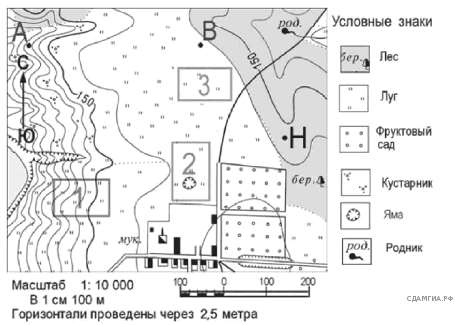 Условные знаки
А
В
род.
150
С
150
3
бер.
Лес
Луг
Н
Фруктовый
сад
Ю
2
бер.
Кустарник
1
Яма
мук.
род.
Родник
Масштаб 1: 10 000
В 1 см 100 м
100 0 100
Горизонтали проведены через 2,5 метра
СДАМГИА.РФ